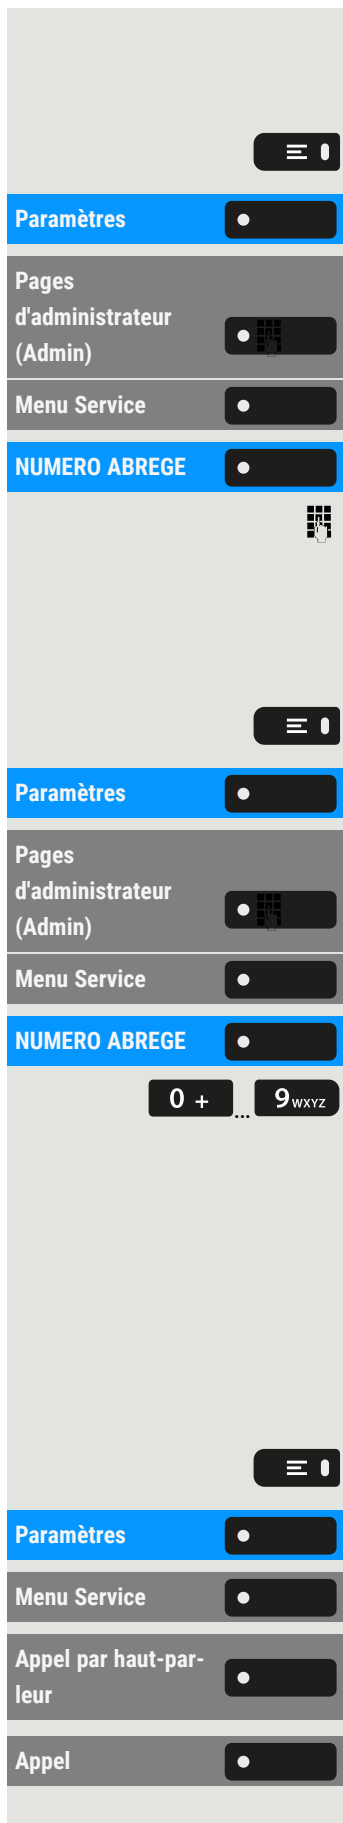 Paramètres
Pages
d'administrateur
(Admin)
Menu Service
NUMERO ABREGE
Paramètres
Pages
d'administrateur
(Admin)
Menu Service
NUMERO ABREGE
0 + ... 9 WXYZ
Paramètres
Menu Service
Appel par haut-par-
leur
Appel